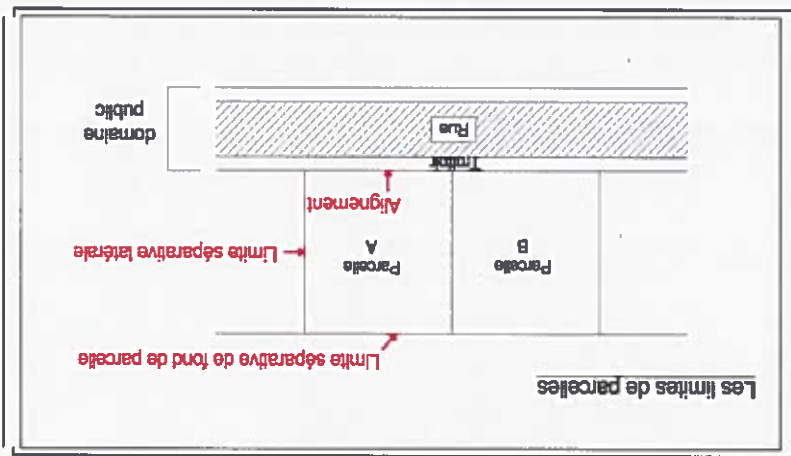 Les limites de parcelles
Limite séparative de fond de parcelle
Parcelle
B
Parcelle
A
Limite séparative latérale
Alignement
Trottoir
Rue
domaine
public